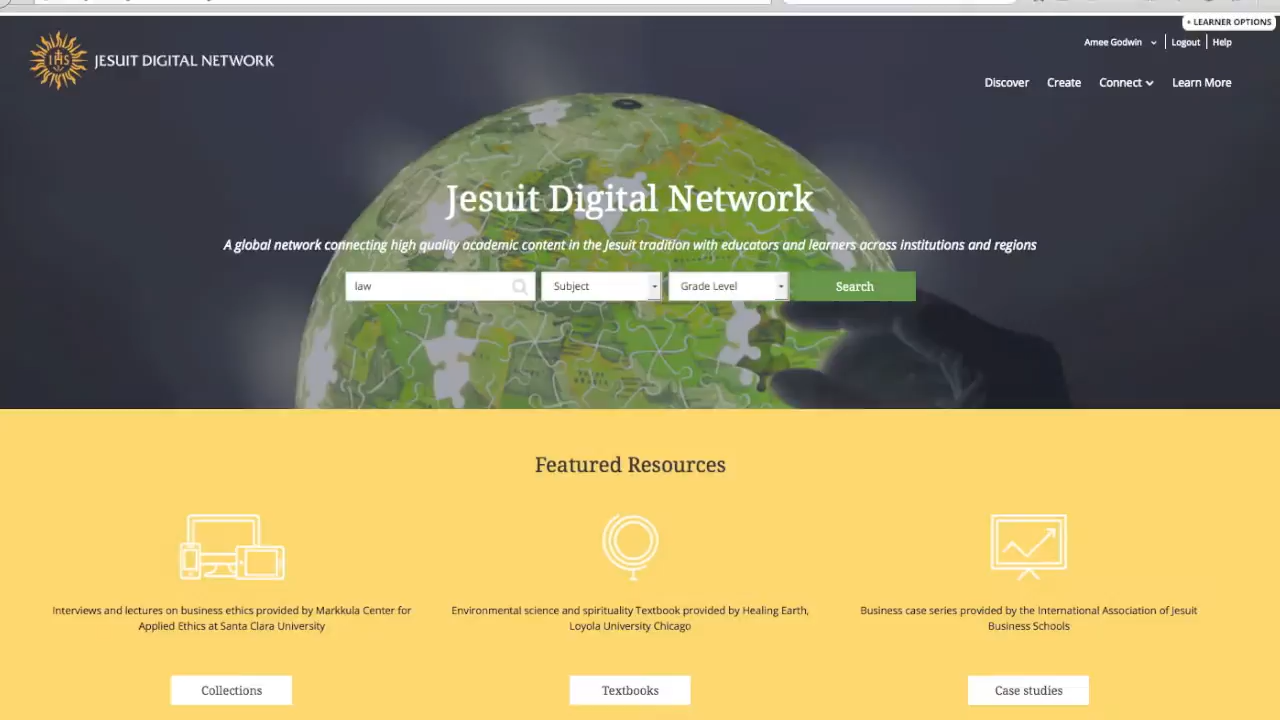 + LEARNER OPTIONS
Amee Godwin Logout Help
IHS JESUIT DIGITAL NETWORK
Discover Create Connect Learn More
Jesuit Digital Network
A global network connecting high quality academic content in the Jesuit tradition with educators and learners across institutions and regions
law Subject Grade Level Search
Featured Resources
Interviews and lectures on business ethics provided by Markkula Center for
Applied Ethics at Santa Clara University
Environmental science and spirituality Textbook provided by Healing Earth,
Loyola University Chicago
Business case series provided by the International Association of Jesuit
Business Schools
Collections Textbooks Case studies